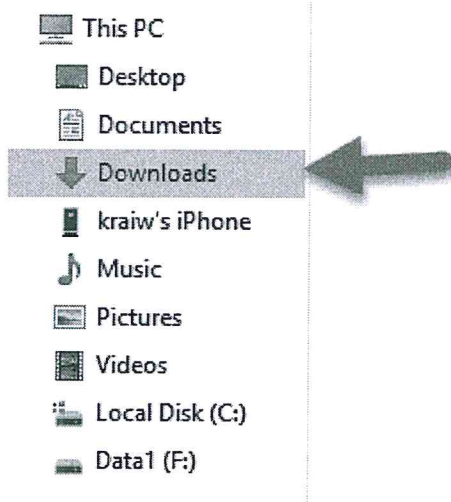 This PC
Desktop
Documents
Downloads
kraiw's iPhone
Music
Pictures
Videos
Local Disk (C:)
Data1 (F:)